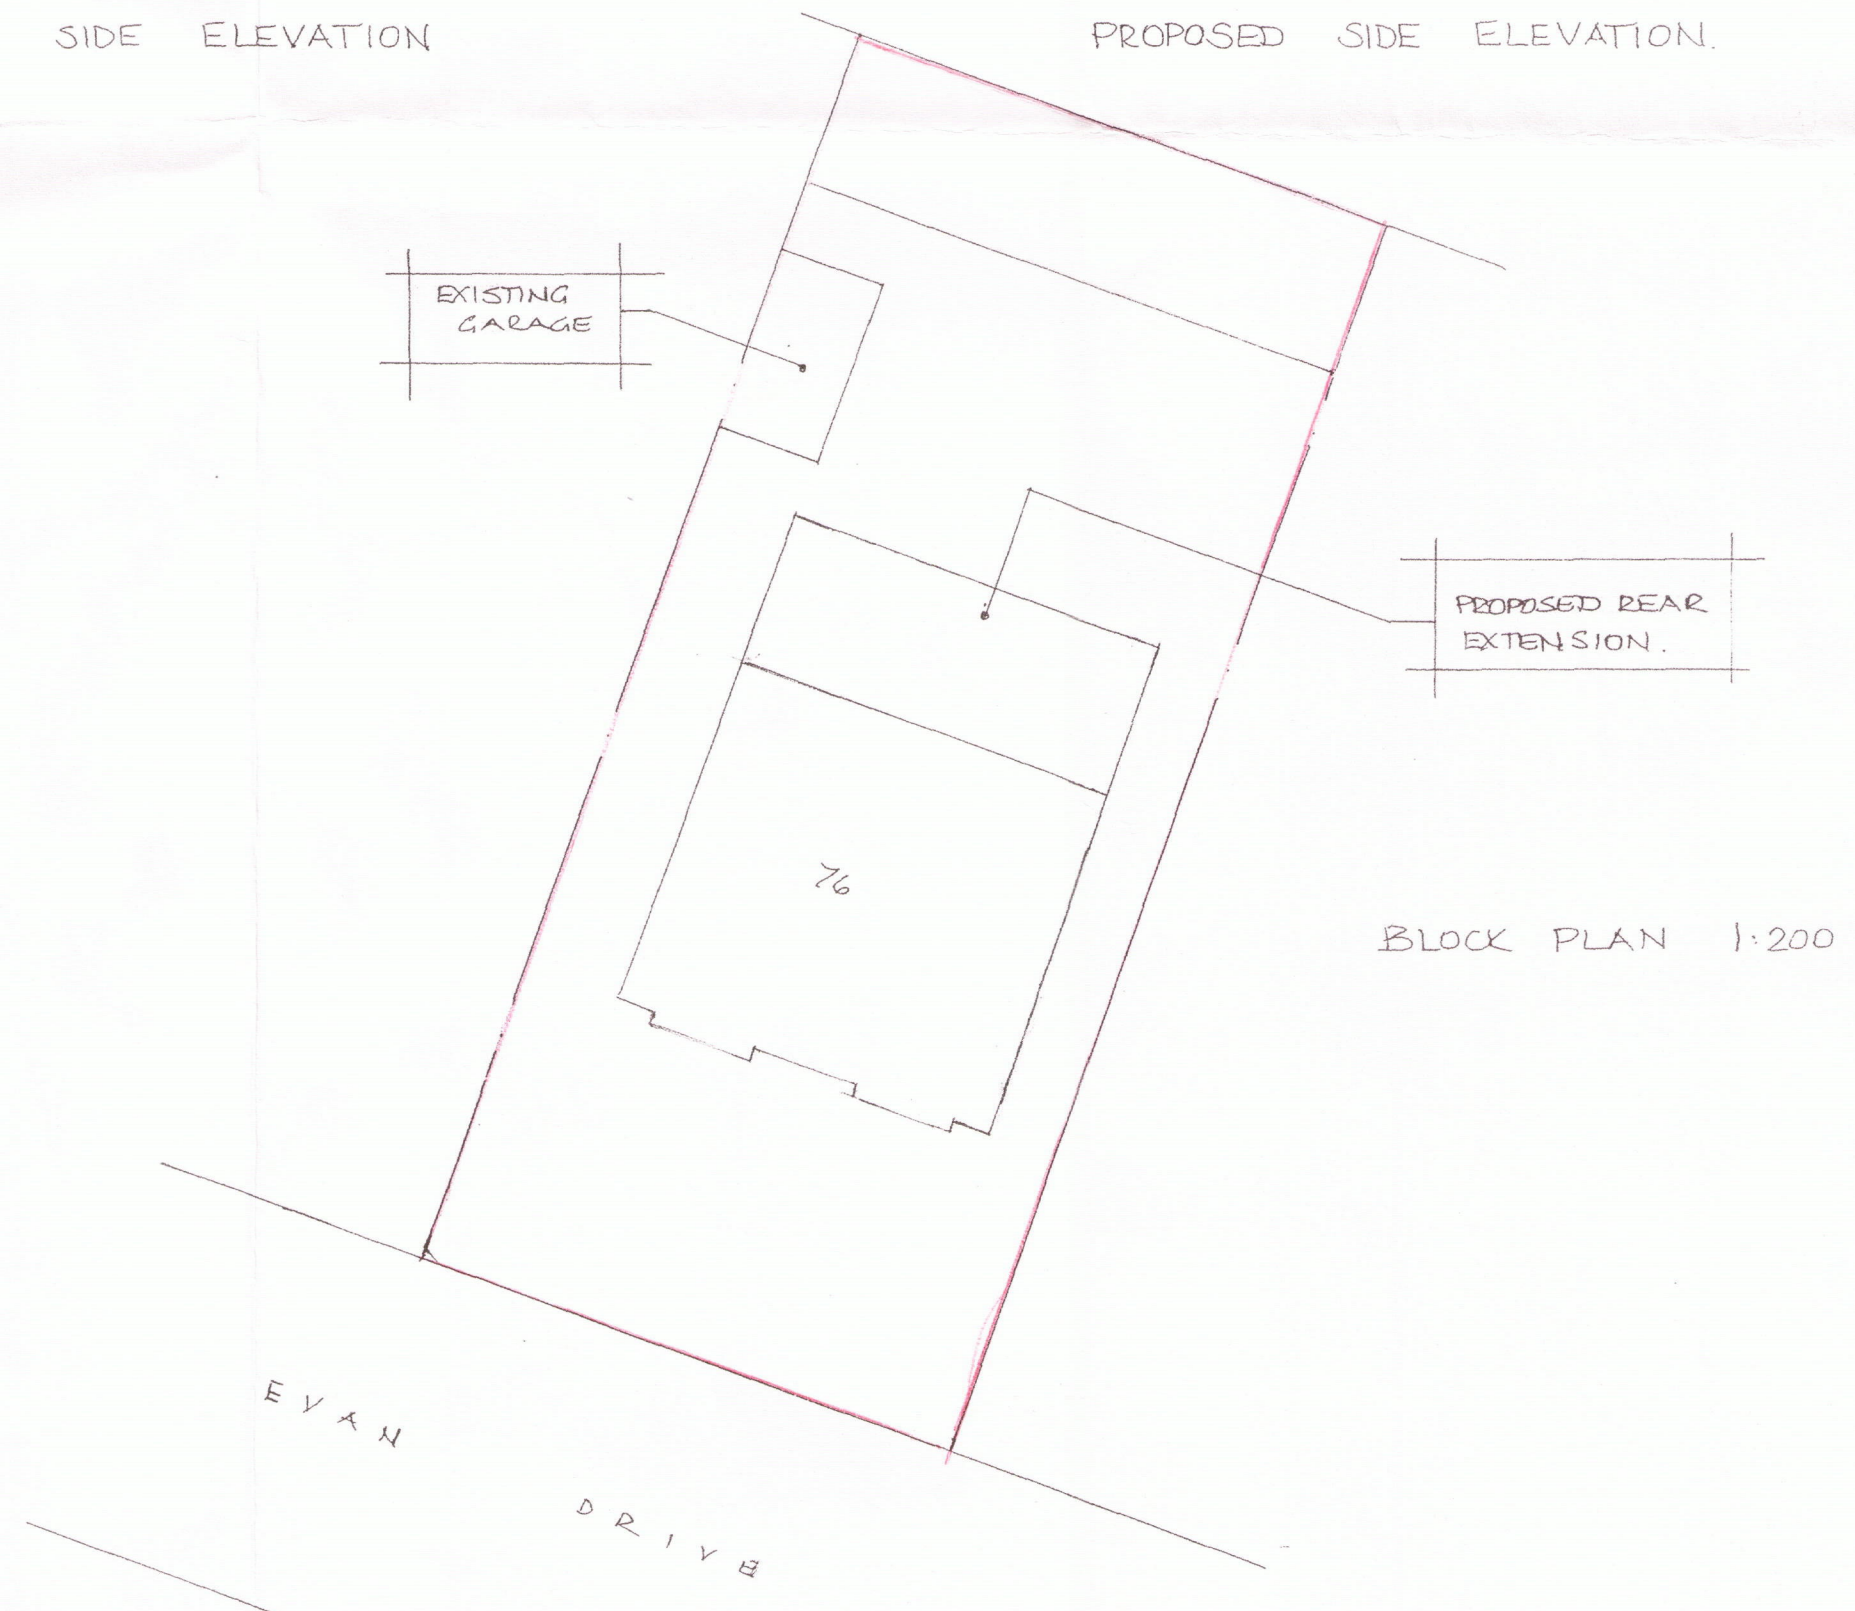 SIDE ELEVATION
PROPOSED SIDE ELEVATION.
EXISTING
GARAGE
PROPOSED REAR
EXTENSION.
76
BLOCK PLAN 1:200
EVAN
DRIVE